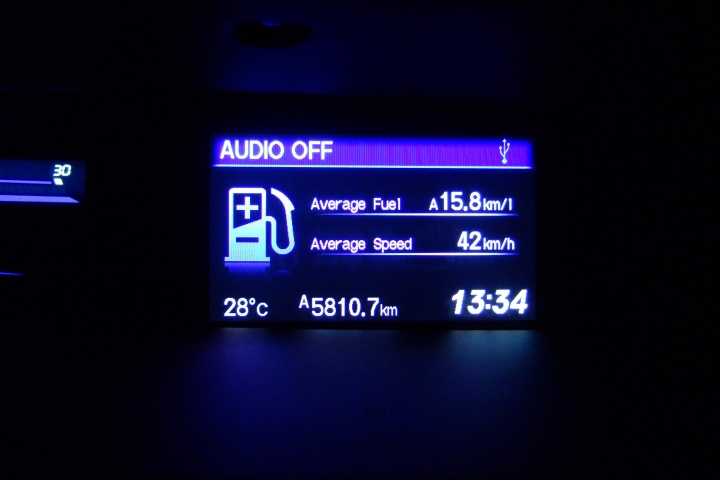 AUDIO OFF
30
Average Fuel A15.8km/l
Average Speed 42km/h
28°C A5810.7km 13:34